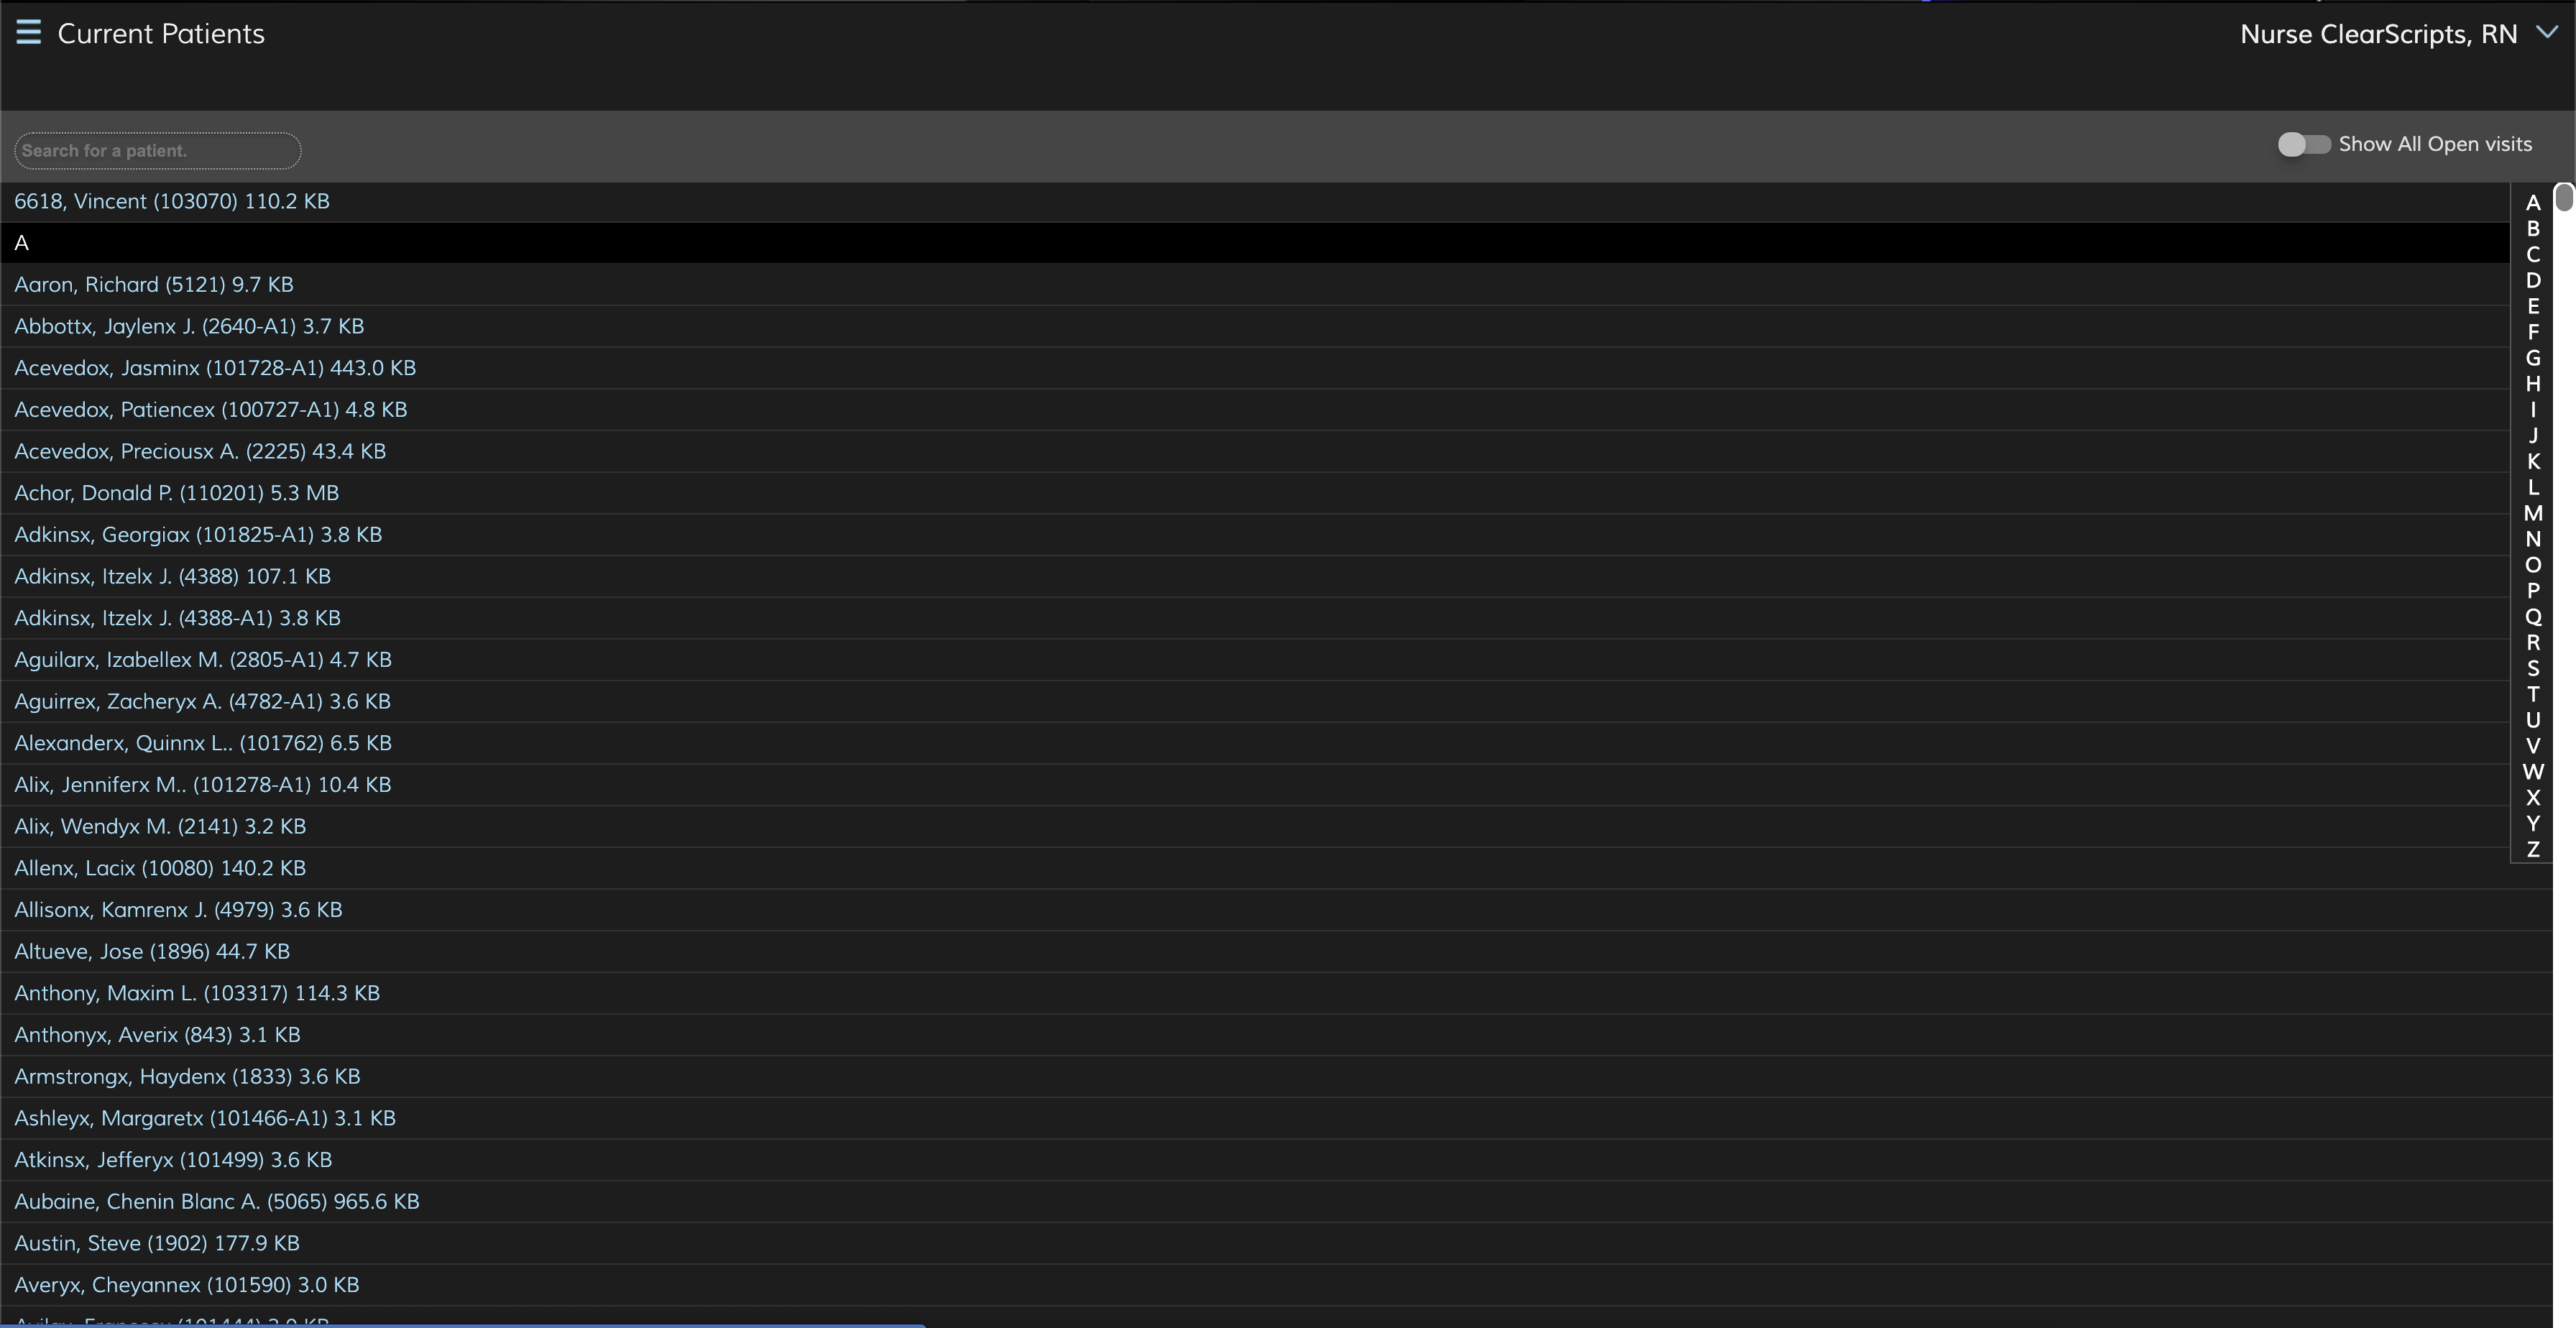 Current Patients
Nurse ClearScripts, RN
Search for a patient.
Show All Open visits
6618, Vincent (103070) 110.2 KB
A
Aaron, Richard (5121) 9.7 KB
Abbottx, Jaylenx J. (2640-A1) 3.7 KB
Acevedox, Jasminx (101728-A1) 443.0 KB
Acevedox, Patiencex (100727-A1) 4.8 KB
Acevedox, Preciousx A. (2225) 43.4 KB
Achor, Donald P. (110201) 5.3 MB
Adkinsx, Georgiax (101825-A1) 3.8 KB
Adkinsx, Itzelx J. (4388) 107.1 KB
Adkinsx, Itzelx J. (4388-A1) 3.8 KB
Aguilarx, Izabellex M. (2805-A1) 4.7 KB
Aguirrex, Zacheryx A. (4782-A1) 3.6 KB
Alexanderx, Quinnx L.. (101762) 6.5 KB
Alix, Jenniferx M.. (101278-A1) 10.4 KB
Alix, Wendyx M. (2141) 3.2 KB
Allenx, Lacix (10080) 140.2 KB
Allisonx, Kamrenx J. (4979) 3.6 KB
Altueve, Jose (1896) 44.7 KB
Anthony, Maxim L. (103317) 114.3 KB
Anthonyx, Averix (843) 3.1 KB
Armstrongx, Haydenx (1833) 3.6 KB
Ashleyx, Margaretx (101466-A1) 3.1 KB
Atkinsx, Jefferyx (101499) 3.6 KB
Aubaine, Chenin Blanc A. (5065) 965.6 KB
Austin, Steve (1902) 177.9 KB
Averyx, Cheyannex (101590) 3.0 KB
A
B
C
D
E
F
G
H
I
J
K
L
M
N
O
P
Q
R
S
T
U
V
W
X
Y
Z